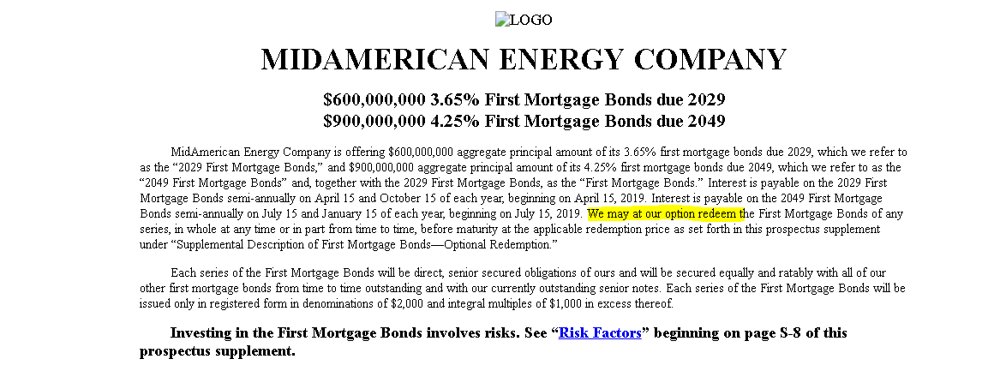 LOGO
MIDAMERICAN ENERGY COMPANY
$600,000,000 3.65% First Mortgage Bonds due 2029
$900,000,000 4.25% First Mortgage Bonds due 2049
MidAmerican Energy Company is offering $600,000,000 aggregate principal amount of its 3.65% first mortgage bonds due 2029, which we refer to
as the “2029 First Mortgage Bonds,” and $900,000,000 aggregate principal amount of its 4.25% first mortgage bonds due 2049, which we refer to as the
“2049 First Mortgage Bonds” and, together with the 2029 First Mortgage Bonds, as the “First Mortgage Bonds.” Interest is payable on the 2029 First
Mortgage Bonds semi-annually on April 15 and October 15 of each year, beginning on April 15, 2019. Interest is payable on the 2049 First Mortgage
Bonds semi-annually on July 15 and January 15 of each year, beginning on July 15, 2019. We may at our option redeem the First Mortgage Bonds of any
series, in whole at any time or in part from time to time, before maturity at the applicable redemption price as set forth in this prospectus supplement
under “Supplemental Description of First Mortgage Bonds—Optional Redemption.”
Each series of the First Mortgage Bonds will be direct, senior secured obligations of ours and will be secured equally and ratably with all of our
other first mortgage bonds from time to time outstanding and with our currently outstanding senior notes. Each series of the First Mortgage Bonds will be
issued only in registered form in denominations of $2,000 and integral multiples of $1,000 in excess thereof.
Investing in the First Mortgage Bonds involves risks. See “Risk Factors” beginning on page S-8 of this
prospectus supplement.